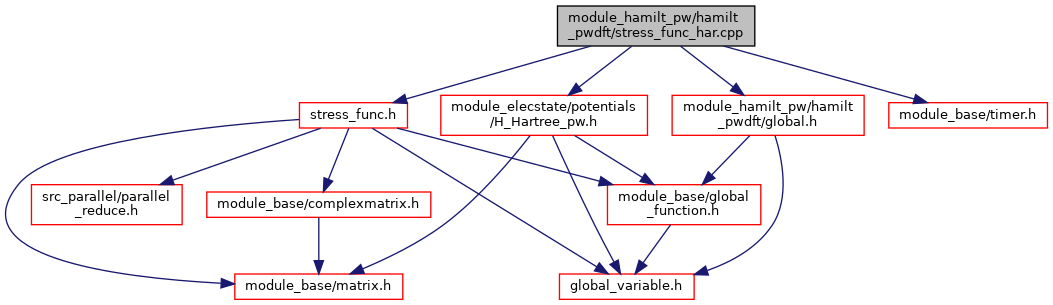 module_hamilt_pw/hamilt
_pwdft/stress_func_har.cpp
stress_func.h
module_elecstate/potentials
/H_Hartree_pw.h
module_hamilt_pw/hamilt
_pwdft/global.h
module_base/timer.h
src_parallel/parallel
_reduce.h
module_base/complexmatrix.h
module_base/global
_function.h
module_base/matrix.h
global_variable.h